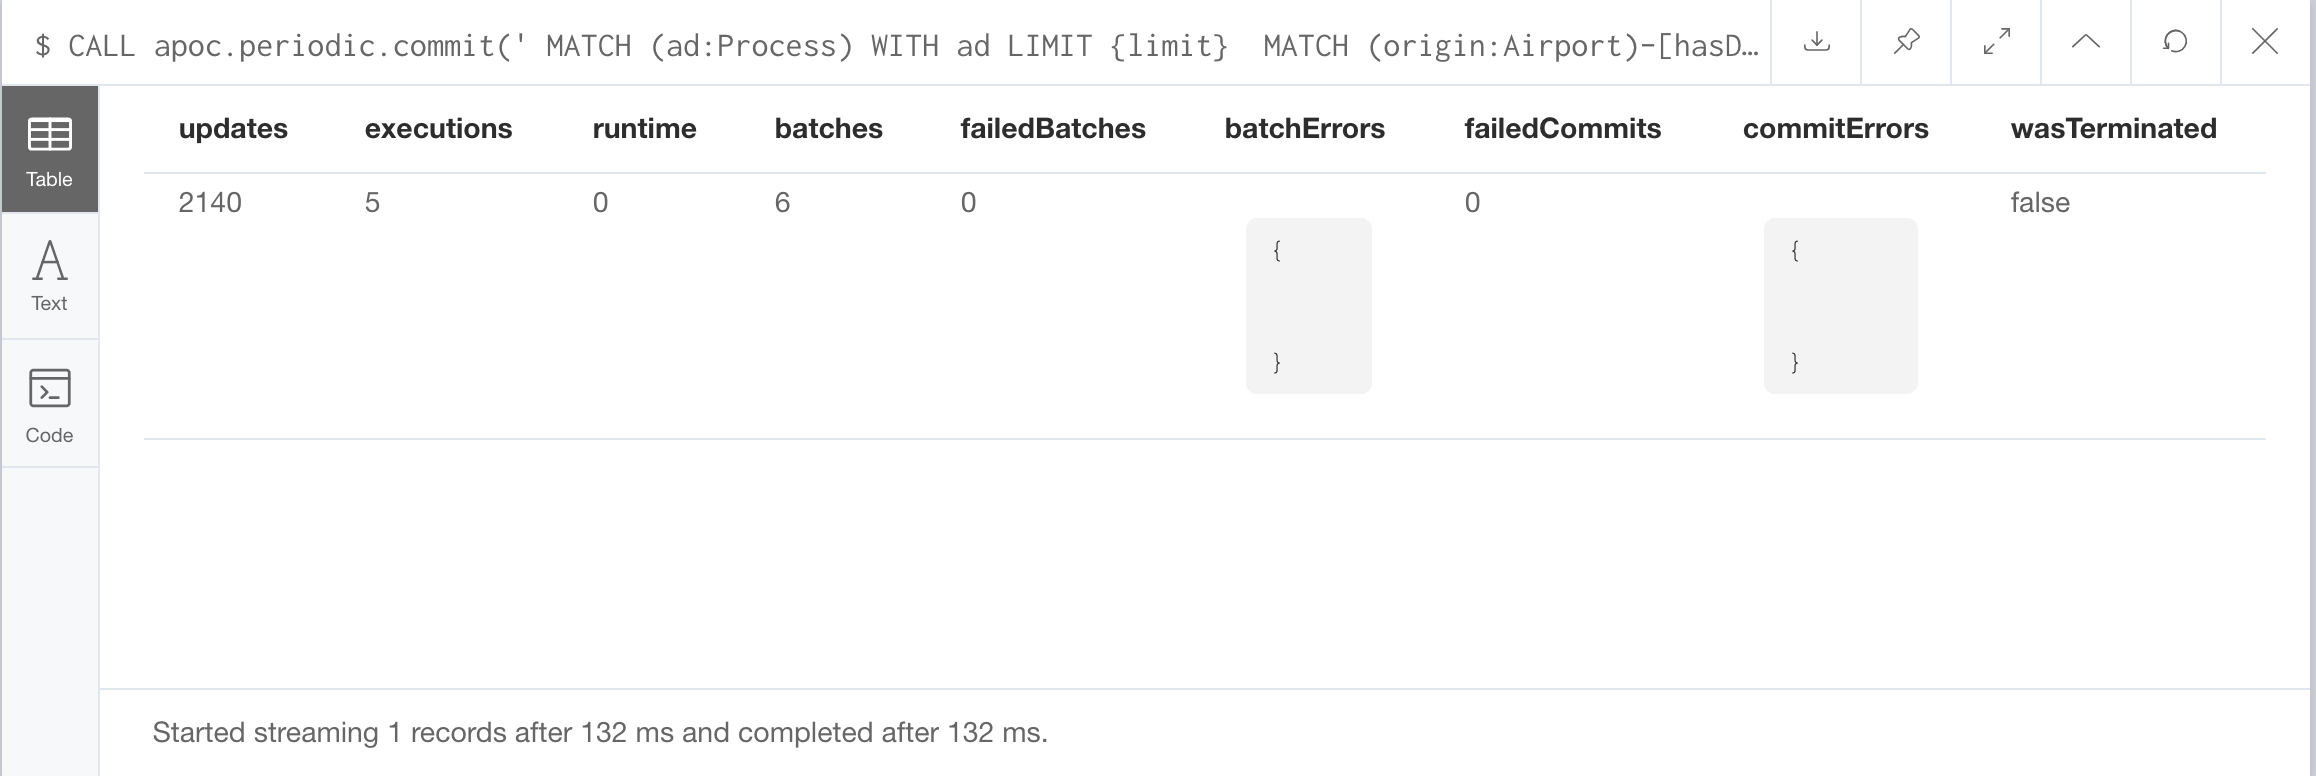 $ CALL apoc.periodic.commit(' MATCH (ad:Process) WITH ad LIMIT {limit}  MATCH (origin:Airport)-[hasD…
Table
Text
Code
updates executions runtime batches failedBatches batchErrors failedCommits commitErrors wasTerminated
2140 5 0 6 0 0 false
{ {
} }
Started streaming 1 records after 132 ms and completed after 132 ms.